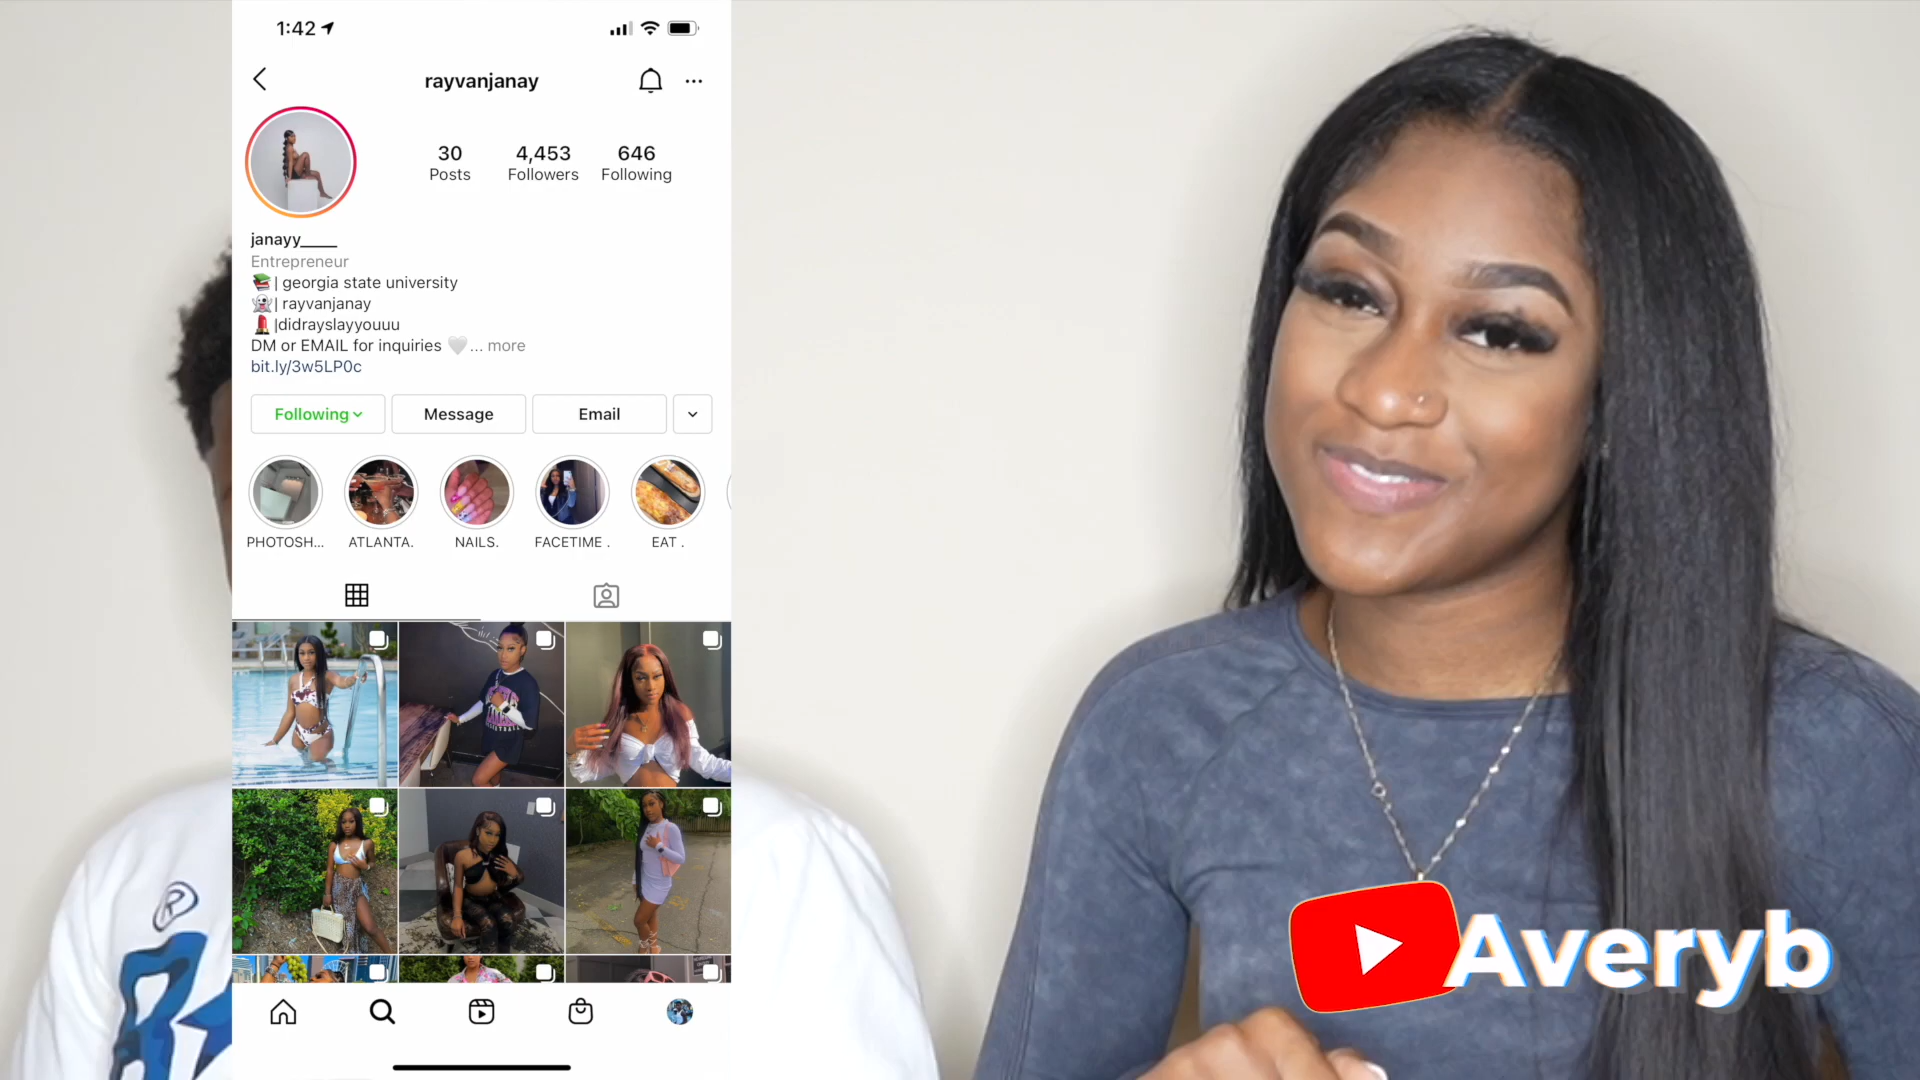 1:42
rayvanjanay
30 4,453 646
Posts Followers Following
janayy_____
Entrepreneur
| georgia state university
| rayvanjanay
|didrayslayyouuu
DM or EMAIL for inquiries 🤍... more
bit.ly/3w5LP0c
Following Message Email
PHOTOSH... ATLANTA. NAILS. FACETIME . EAT .
®
Averyb